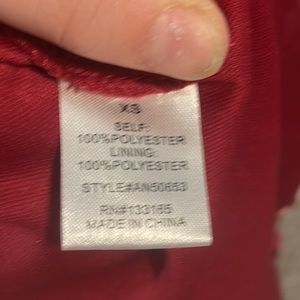 XS
SELF:
100%POLYESTER
LINING:
100%POLYESTER
STYLE#AN50653
RN#133165
MADE IN CHINA